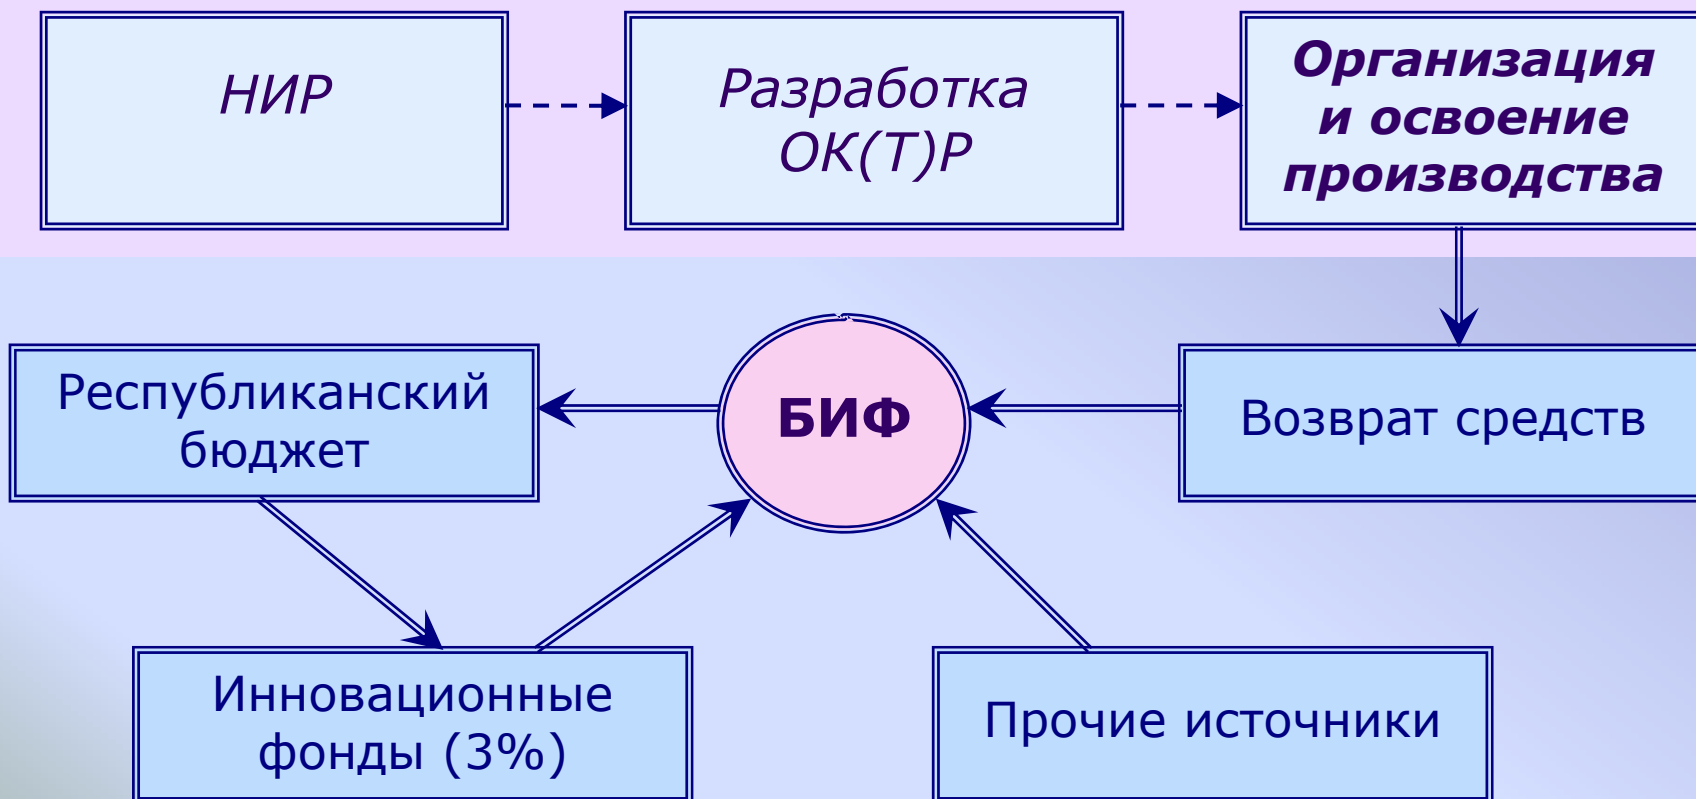 НИР
Разработка
ОК(Т)Р
Организация
и освоение
производства
Республиканский
бюджет
БИФ
Возврат средств
Инновационные
фонды (3%)
Прочие источники